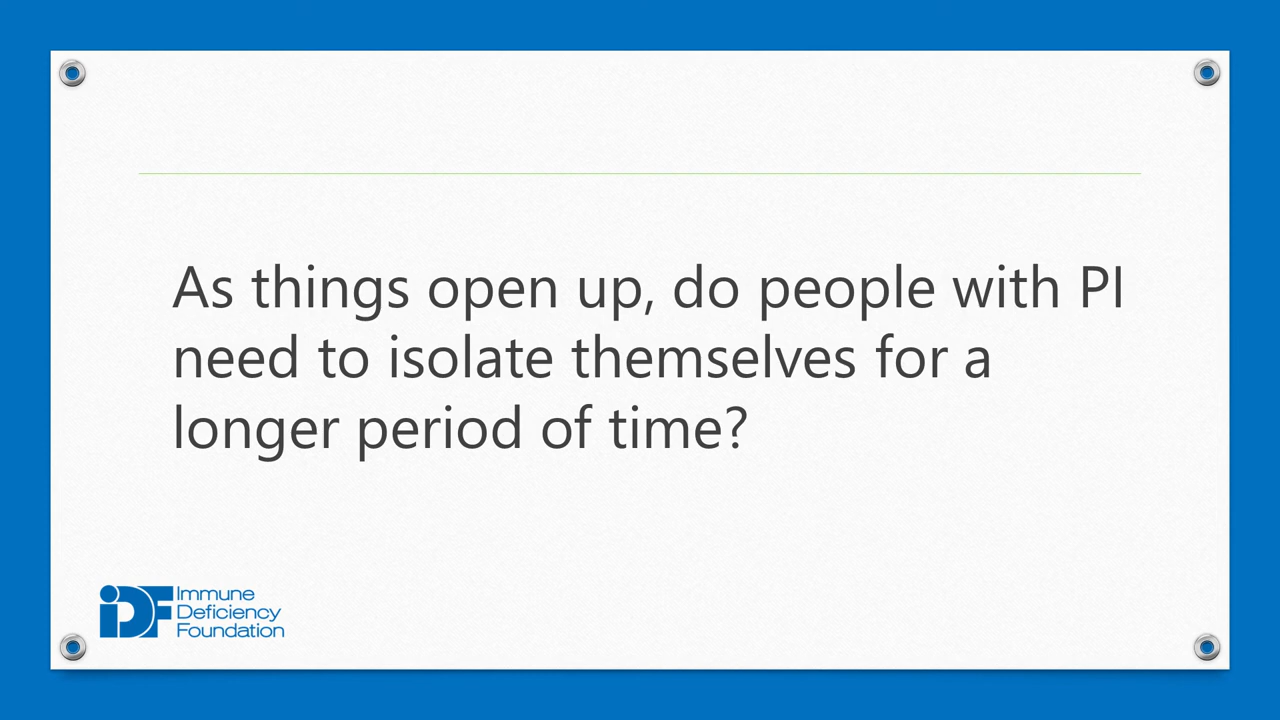 As things open up, do people with PI
need to isolate themselves for a
longer period of time?
iDF
Immune
Deficiency
Foundation